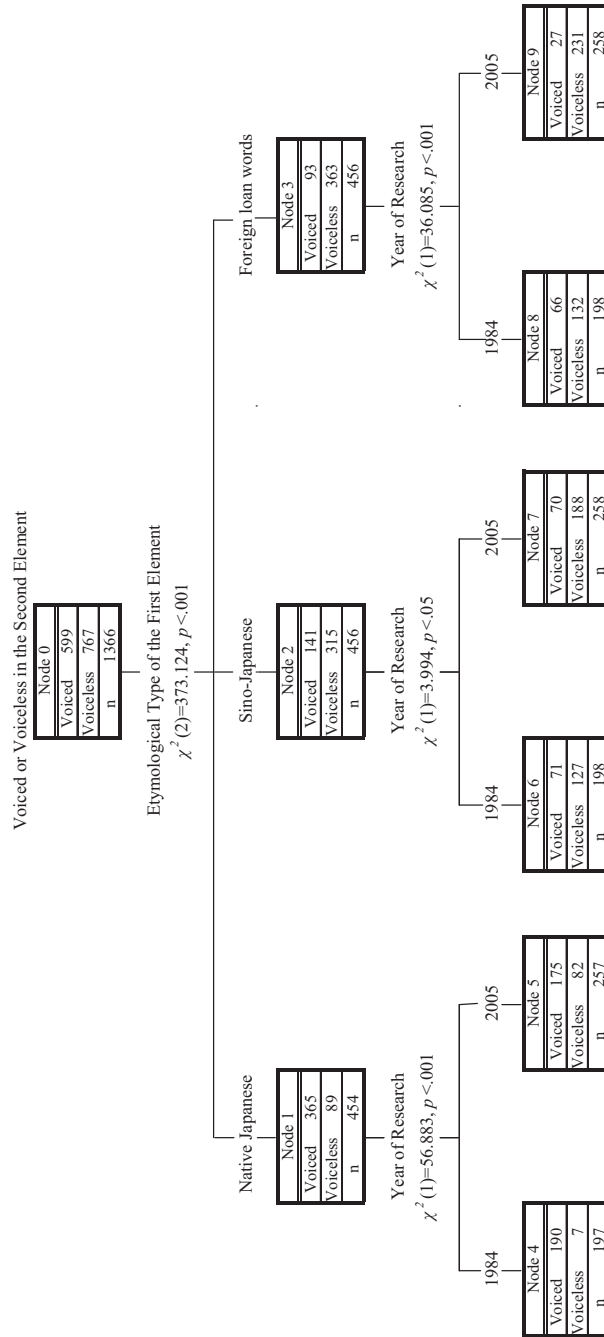 Voiced or Voiceless in the Second Element
Node 0
Voiced 599
Voiceless 767
n 1366
Etymological Type of the First Element
χ² (2)=373.124, p<.001
Native Japanese
Sino-Japanese
Foreign loan words
Node 1
Voiced 365
Voiceless 89
n 454
Node 2
Voiced 141
Voiceless 315
n 456
Node 3
Voiced 93
Voiceless 363
n 456
Year of Research
χ² (1)=56.883, p<.001
Year of Research
χ² (1)=3.994, p<.05
Year of Research
χ² (1)=36.085, p<.001
1984
2005
1984
2005
1984
2005
Node 4
Voiced 190
Voiceless 7
n 197
Node 5
Voiced 175
Voiceless 82
n 257
Node 6
Voiced 71
Voiceless 127
n 198
Node 7
Voiced 70
Voiceless 188
n 258
Node 8
Voiced 66
Voiceless 132
n 198
Node 9
Voiced 27
Voiceless 231
n 258